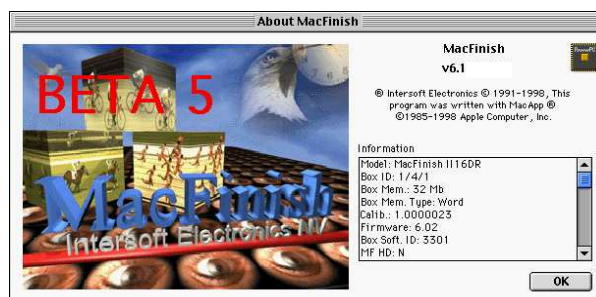 About MacFinish
BETA 5
MacFinish
Intersoft Electronics NV
MacFinish
v6.1
PowerPC
® Intersoft Electronics © 1991-1998, This
program was written with MacApp ®
©1985-1998 Apple Computer, Inc.
Information
Model: MacFinish II16DR
Box ID: 1/4/1
Box Mem.: 32 Mb
Box Mem. Type: Word
Calib.: 1.0000023
Firmware: 6.02
Box Soft. ID: 3301
MF HD: N
OK